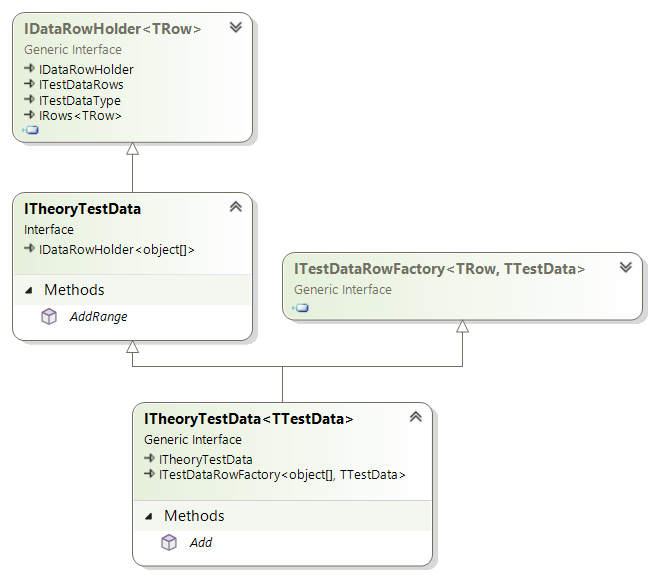 IDataRowHolder<TRow>
Generic Interface
IDataRowHolder
ITestDataRows
ITestDataType
IRows<TRow>
ITheoryTestData
Interface
IDataRowHolder<object[]>
Methods
AddRange
ITestDataRowFactory<TRow, TTestData>
Generic Interface
ITheoryTestData<TTestData>
Generic Interface
ITheoryTestData
ITestDataRowFactory<object[], TTestData>
Methods
Add